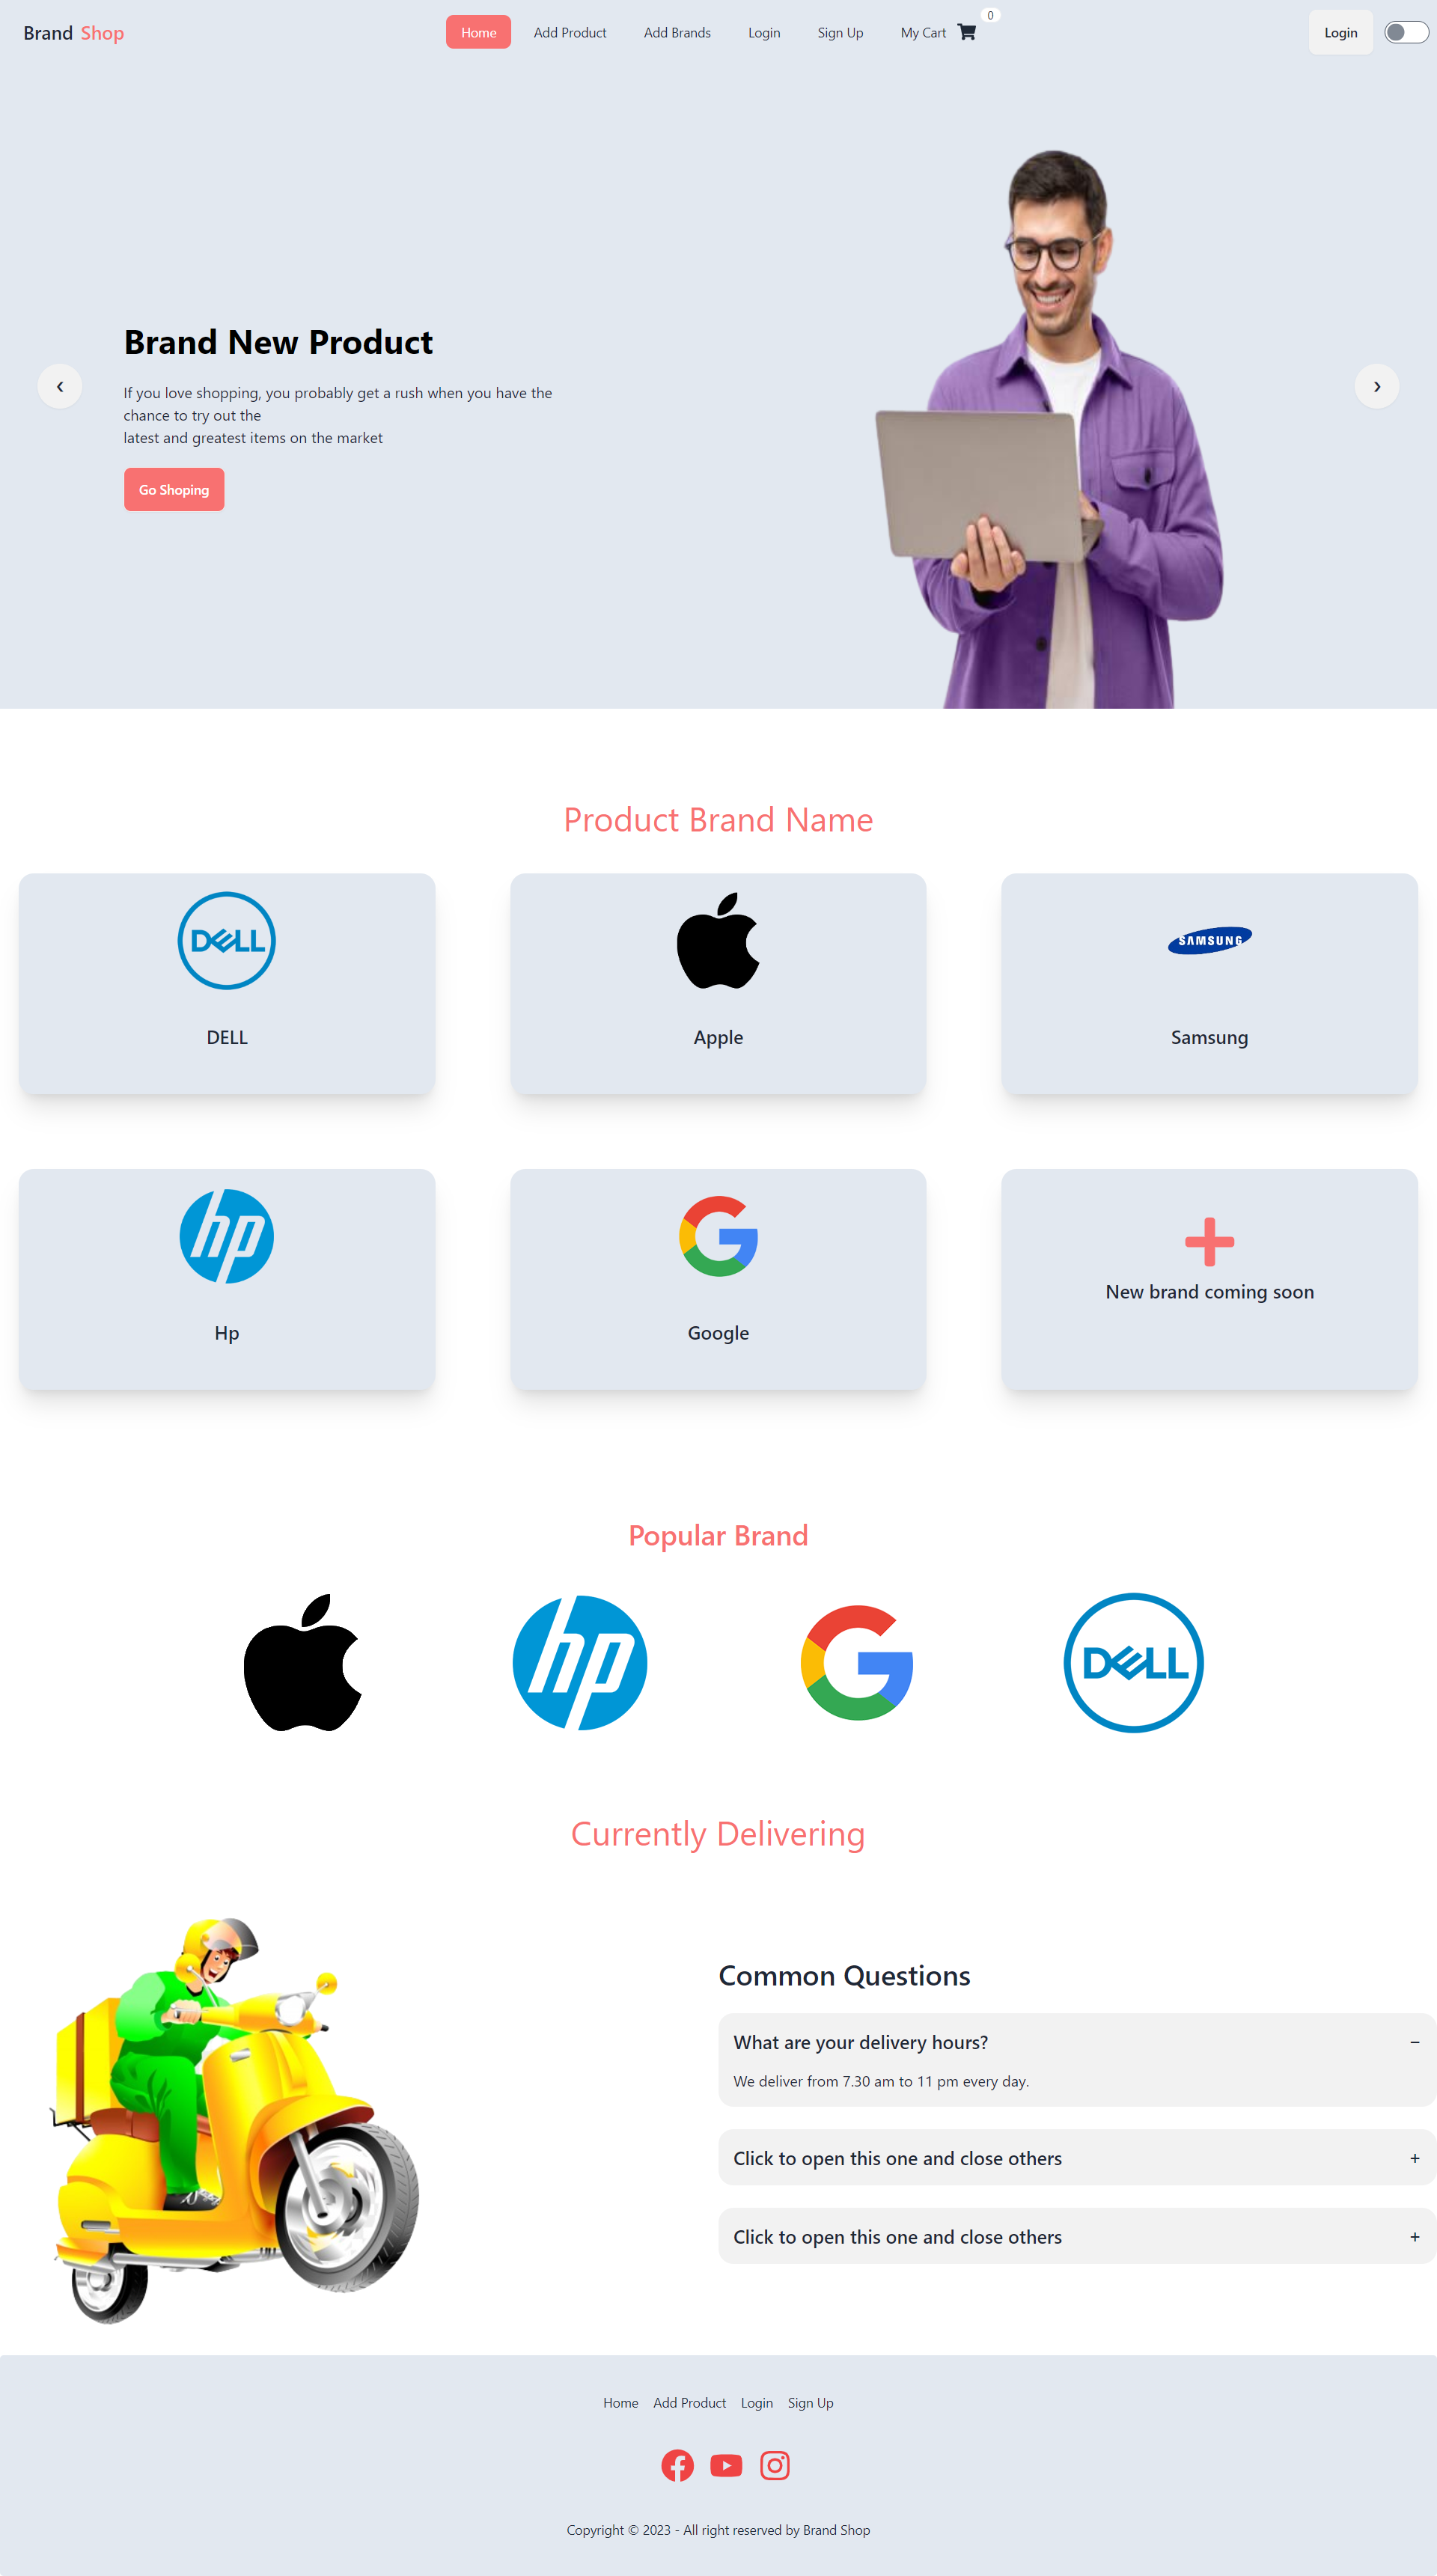 Brand Shop
Home
Add Product
Add Brands
Login
Sign Up
My Cart
0
Login
Brand New Product
If you love shopping, you probably get a rush when you have the
chance to try out the
latest and greatest items on the market
Go Shoping
❮
❯
Product Brand Name
DELL
DELL
Apple
SAMSUNG
Samsung
hp
Hp
G
Google
New brand coming soon
Popular Brand
hp
G
DELL
Currently Delivering
Common Questions
What are your delivery hours?
We deliver from 7.30 am to 11 pm every day.
Click to open this one and close others
Click to open this one and close others
Home
Add Product
Login
Sign Up
Copyright © 2023 - All right reserved by Brand Shop